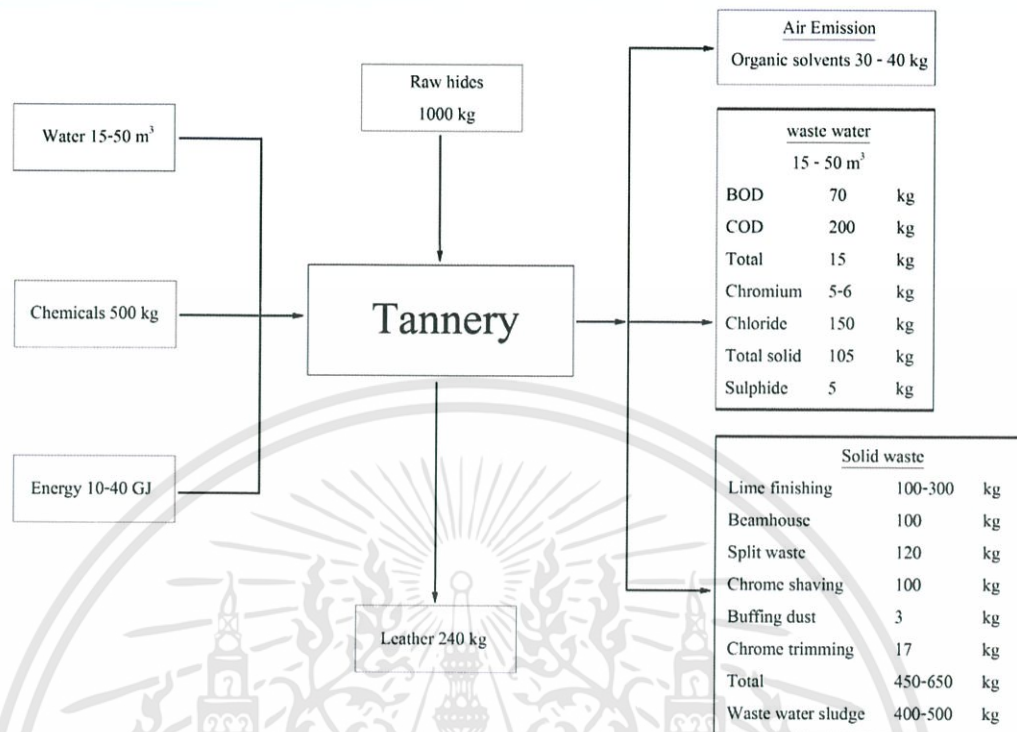 Raw hides
1000 kg
Water 15-50 m³
Chemicals 500 kg
Energy 10-40 GJ
Tannery
Leather 240 kg
Air Emission
Organic solvents 30 - 40 kg
waste water
15 - 50 m³
BOD 70 kg
COD 200 kg
Total 15 kg
Chromium 5-6 kg
Chloride 150 kg
Total solid 105 kg
Sulphide 5 kg
Solid waste
Lime finishing 100-300 kg
Beamhouse 100 kg
Split waste 120 kg
Chrome shaving 100 kg
Buffing dust 3 kg
Chrome trimming 17 kg
Total 450-650 kg
Waste water sludge 400-500 kg